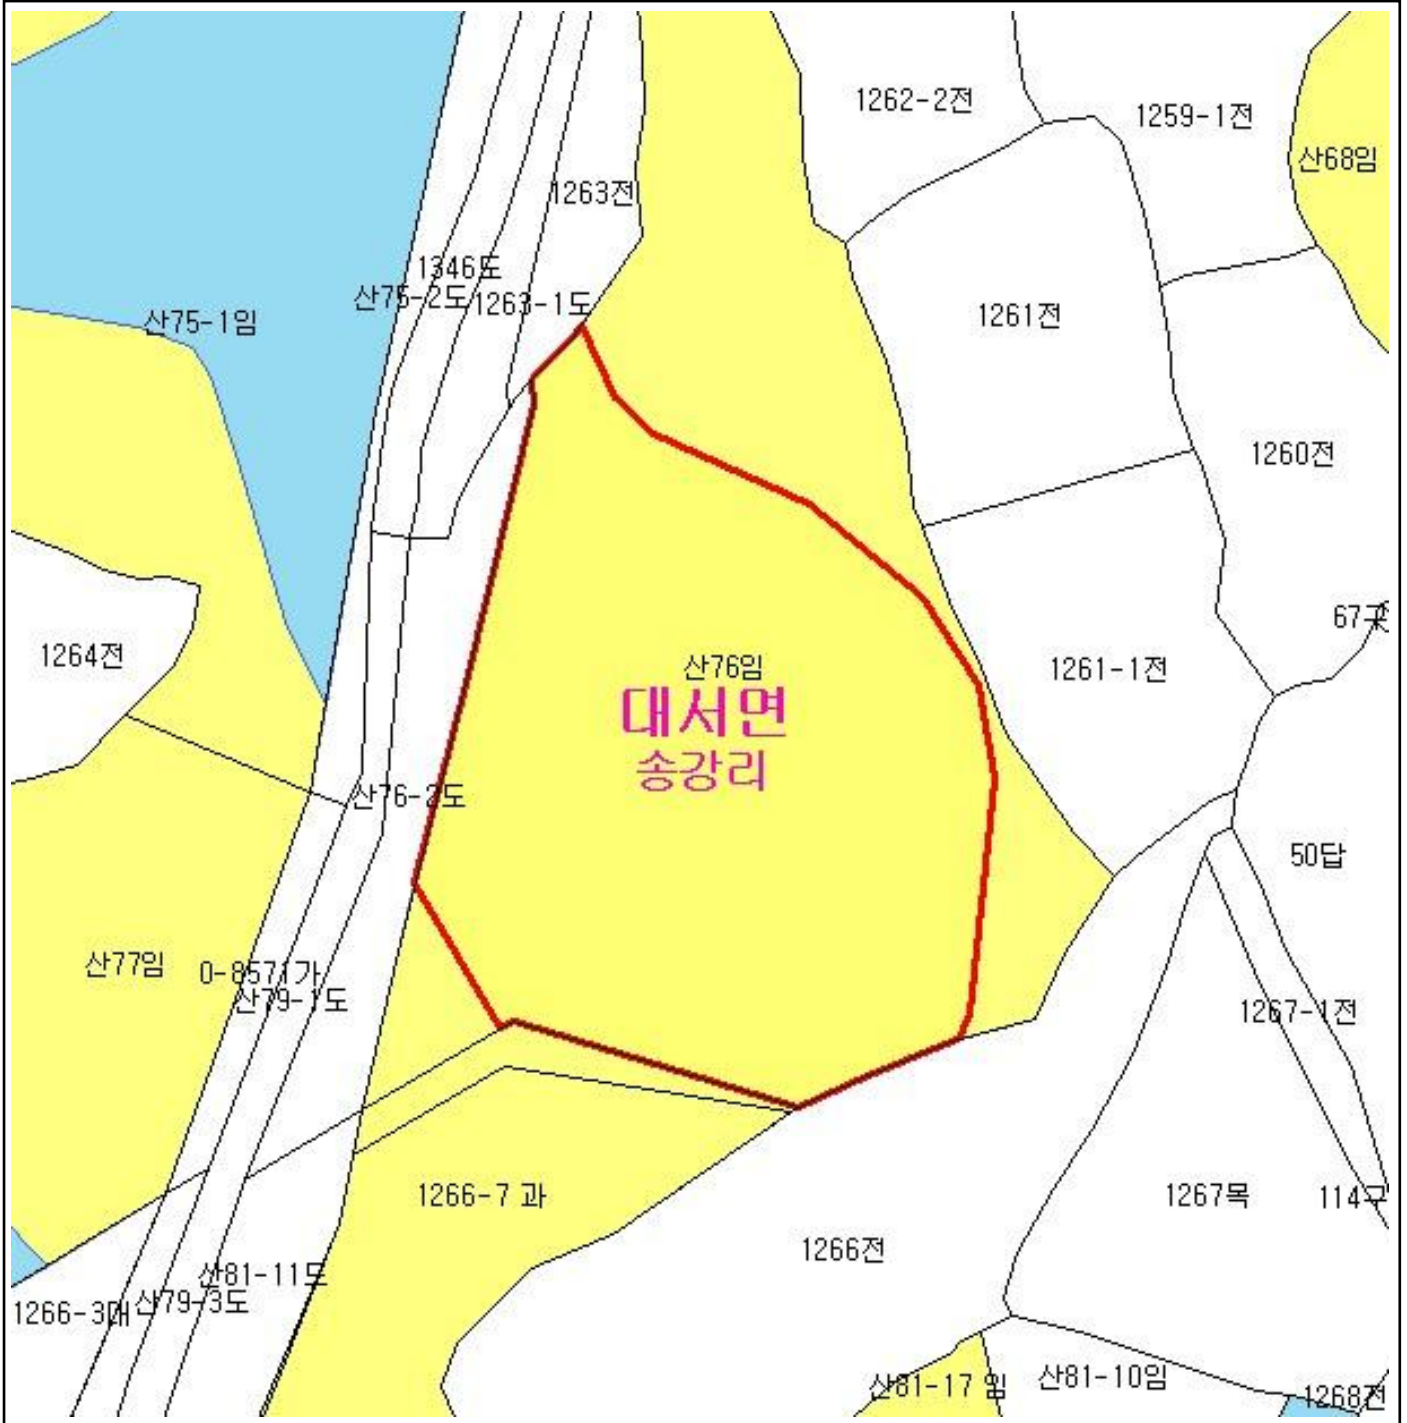 1262-2전
1259-1전
산68임
1263전
1346도
산75-2도
1263-1도
산75-1임
1261전
1260전
67구
1264전
산76임
1261-1전
대서면
송강리
산76-2도
50답
산77임
0-8571가
산79-1도
1267-1전
1266-7 과
1267목
114구
1266전
산81-11도
1266-3대
산79-3도
산81-17 임
산81-10임
1268전